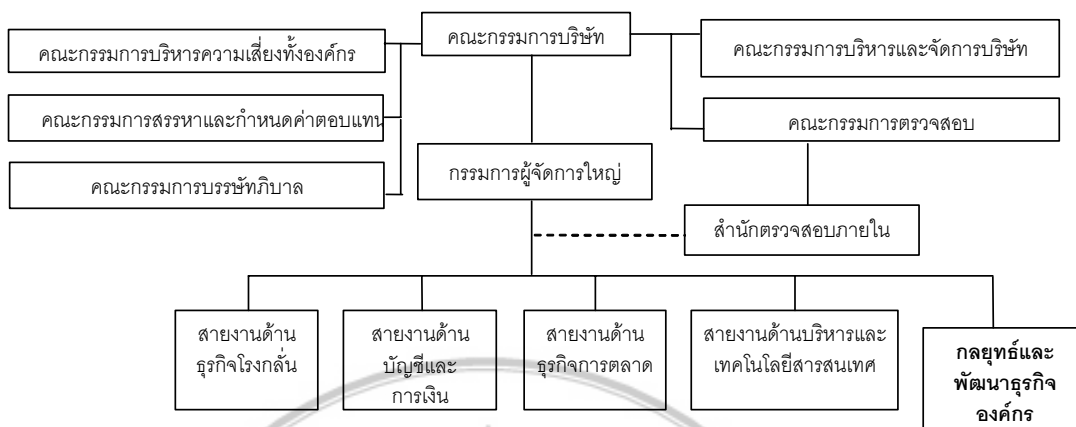 คณะกรรมการบริษัท
คณะกรรมการบริหารความเสี่ยงทั้งองค์กร
คณะกรรมการบริหารและจัดการบริษัท
คณะกรรมการสรรหาและกำหนดค่าตอบแทน
คณะกรรมการตรวจสอบ
คณะกรรมการบรรษัทภิบาล
กรรมการผู้จัดการใหญ่
สำนักตรวจสอบภายใน
สายงานด้าน
ธุรกิจโรงกลั่น
สายงานด้าน
บัญชีและ
การเงิน
สายงานด้าน
ธุรกิจการตลาด
สายงานด้านบริหารและ
เทคโนโลยีสารสนเทศ
กลยุทธ์และ
พัฒนาธุรกิจ
องค์กร